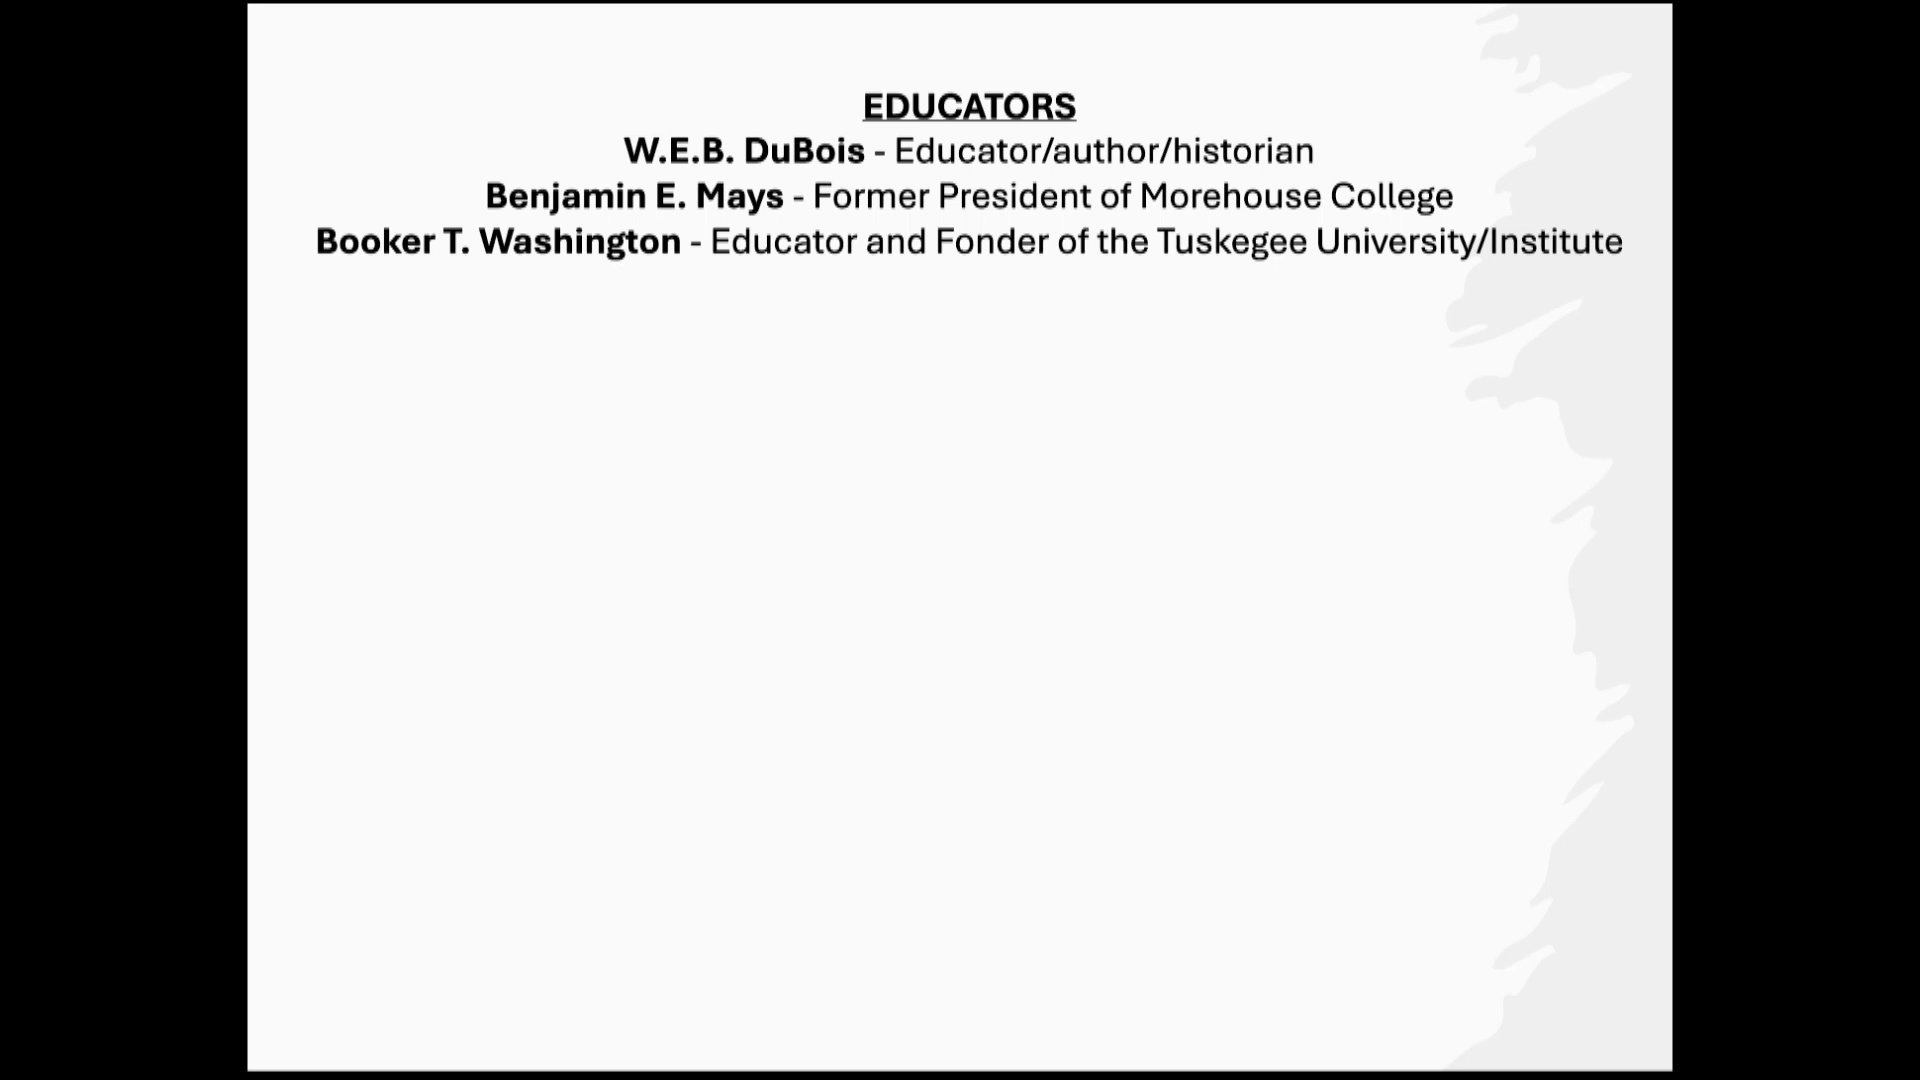 EDUCATORS
W.E.B. DuBois - Educator/author/historian
Benjamin E. Mays - Former President of Morehouse College
Booker T. Washington - Educator and Fonder of the Tuskegee University/Institute